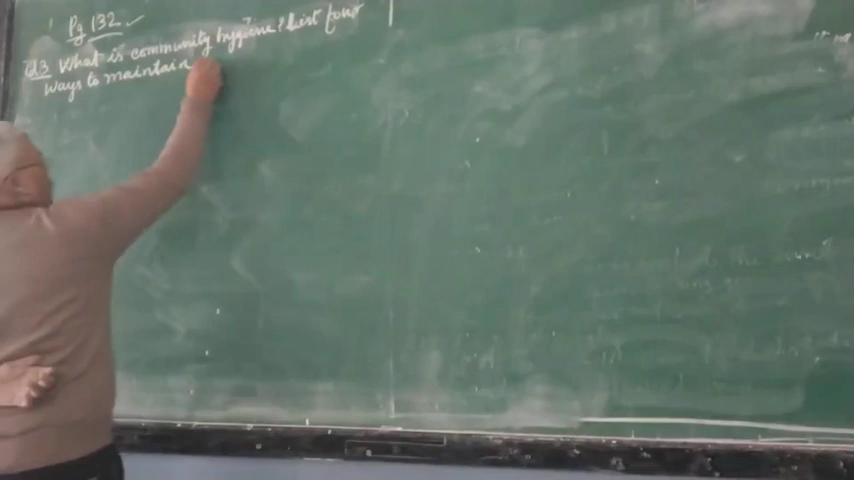 Pg 132
Q3 What is community hygiene? List four
ways to maintain